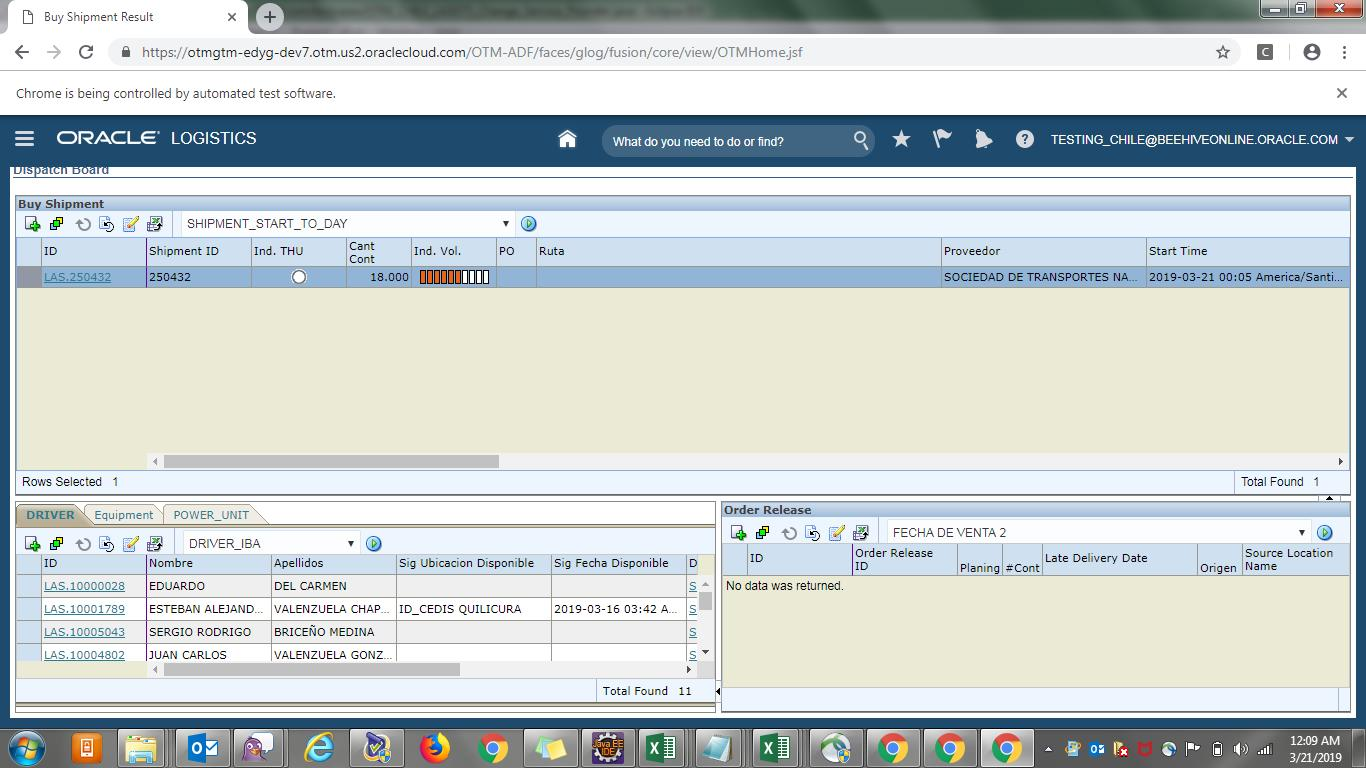 Buy Shipment Result
https://otmgtm-edyg-dev7.otm.us2.oraclecloud.com/OTM-ADF/faces/glog/fusion/core/view/OTMHome.jsf
C
Chrome is being controlled by automated test software.
ORACLE LOGISTICS What do you need to do or find? TESTING_CHILE@BEEHIVEONLINE.ORACLE.COM
Dispatch Board
Buy Shipment
SHIPMENT_START_TO_DAY
ID Shipment ID Ind. THU Cant Cont Ind. Vol. PO Ruta Proveedor Start Time
LAS.250432 250432 18.000 SOCIEDAD DE TRANSPORTES NA... 2019-03-21 00:05 America/Santi...
Rows Selected 1 Total Found 1
DRIVER Equipment POWER_UNIT
DRIVER_IBA
ID Nombre Apellidos Sig Ubicacion Disponible Sig Fecha Disponible D
LAS.10000028 EDUARDO DEL CARMEN S
LAS.10001789 ESTEBAN ALEJAND... VALENZUELA CHAP... ID_CEDIS QUILICURA 2019-03-16 03:42 A... S
LAS.10005043 SERGIO RODRIGO BRICEÑO MEDINA S
LAS.10004802 JUAN CARLOS VALENZUELA GONZ... S
Total Found 11
Order Release
FECHA DE VENTA 2
ID Order Release ID Planing #Cont Late Delivery Date Origen Source Location Name
No data was returned.
Java EE IDE
12:09 AM
3/21/2019